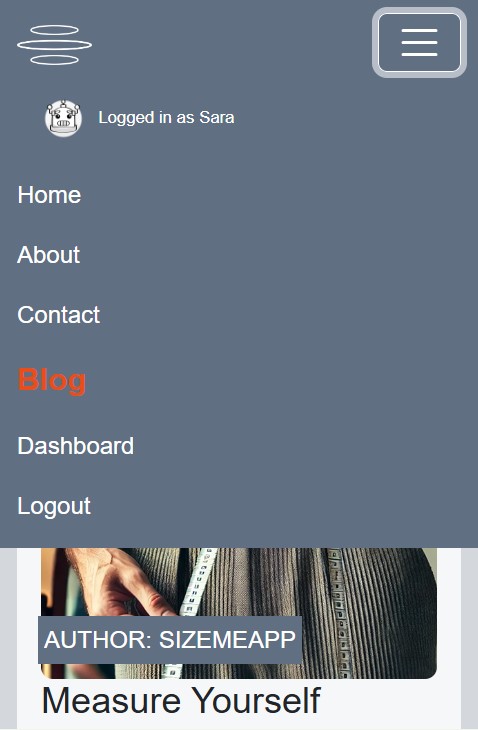 Logged in as Sara
Home
About
Contact
Blog
Dashboard
Logout
AUTHOR: SIZEMEAPP
Measure Yourself